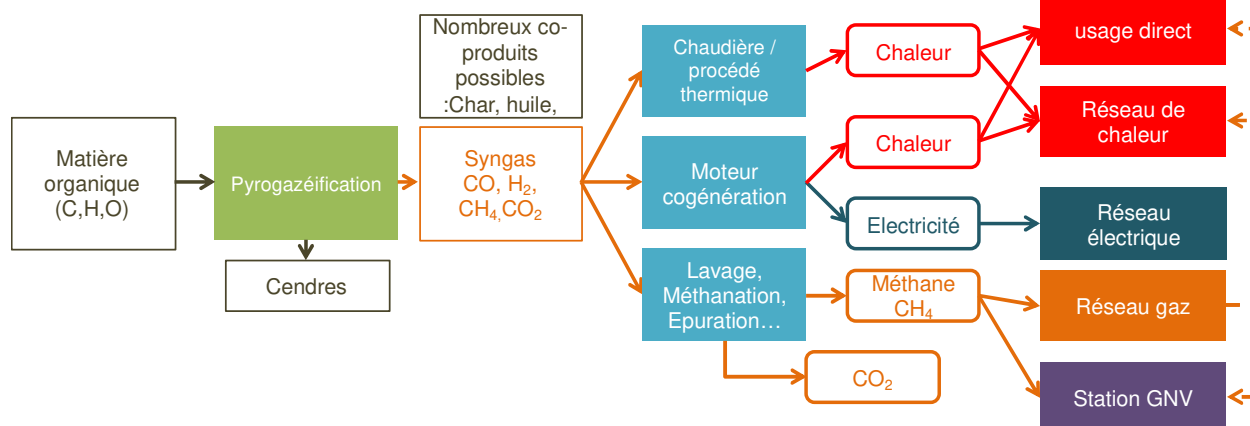 Matière
organique
(C,H,O)
Pyrogazéification
Cendres
Nombreux co-
produits
possibles
:Char, huile,
Syngas
CO, H₂,
CH₄,CO₂
Chaudière /
procédé
thermique
Moteur
cogénération
Lavage,
Méthanation,
Epuration…
Chaleur
Chaleur
Electricité
Méthane
CH₄
CO₂
usage direct
Réseau de
chaleur
Réseau
électrique
Réseau gaz
Station GNV